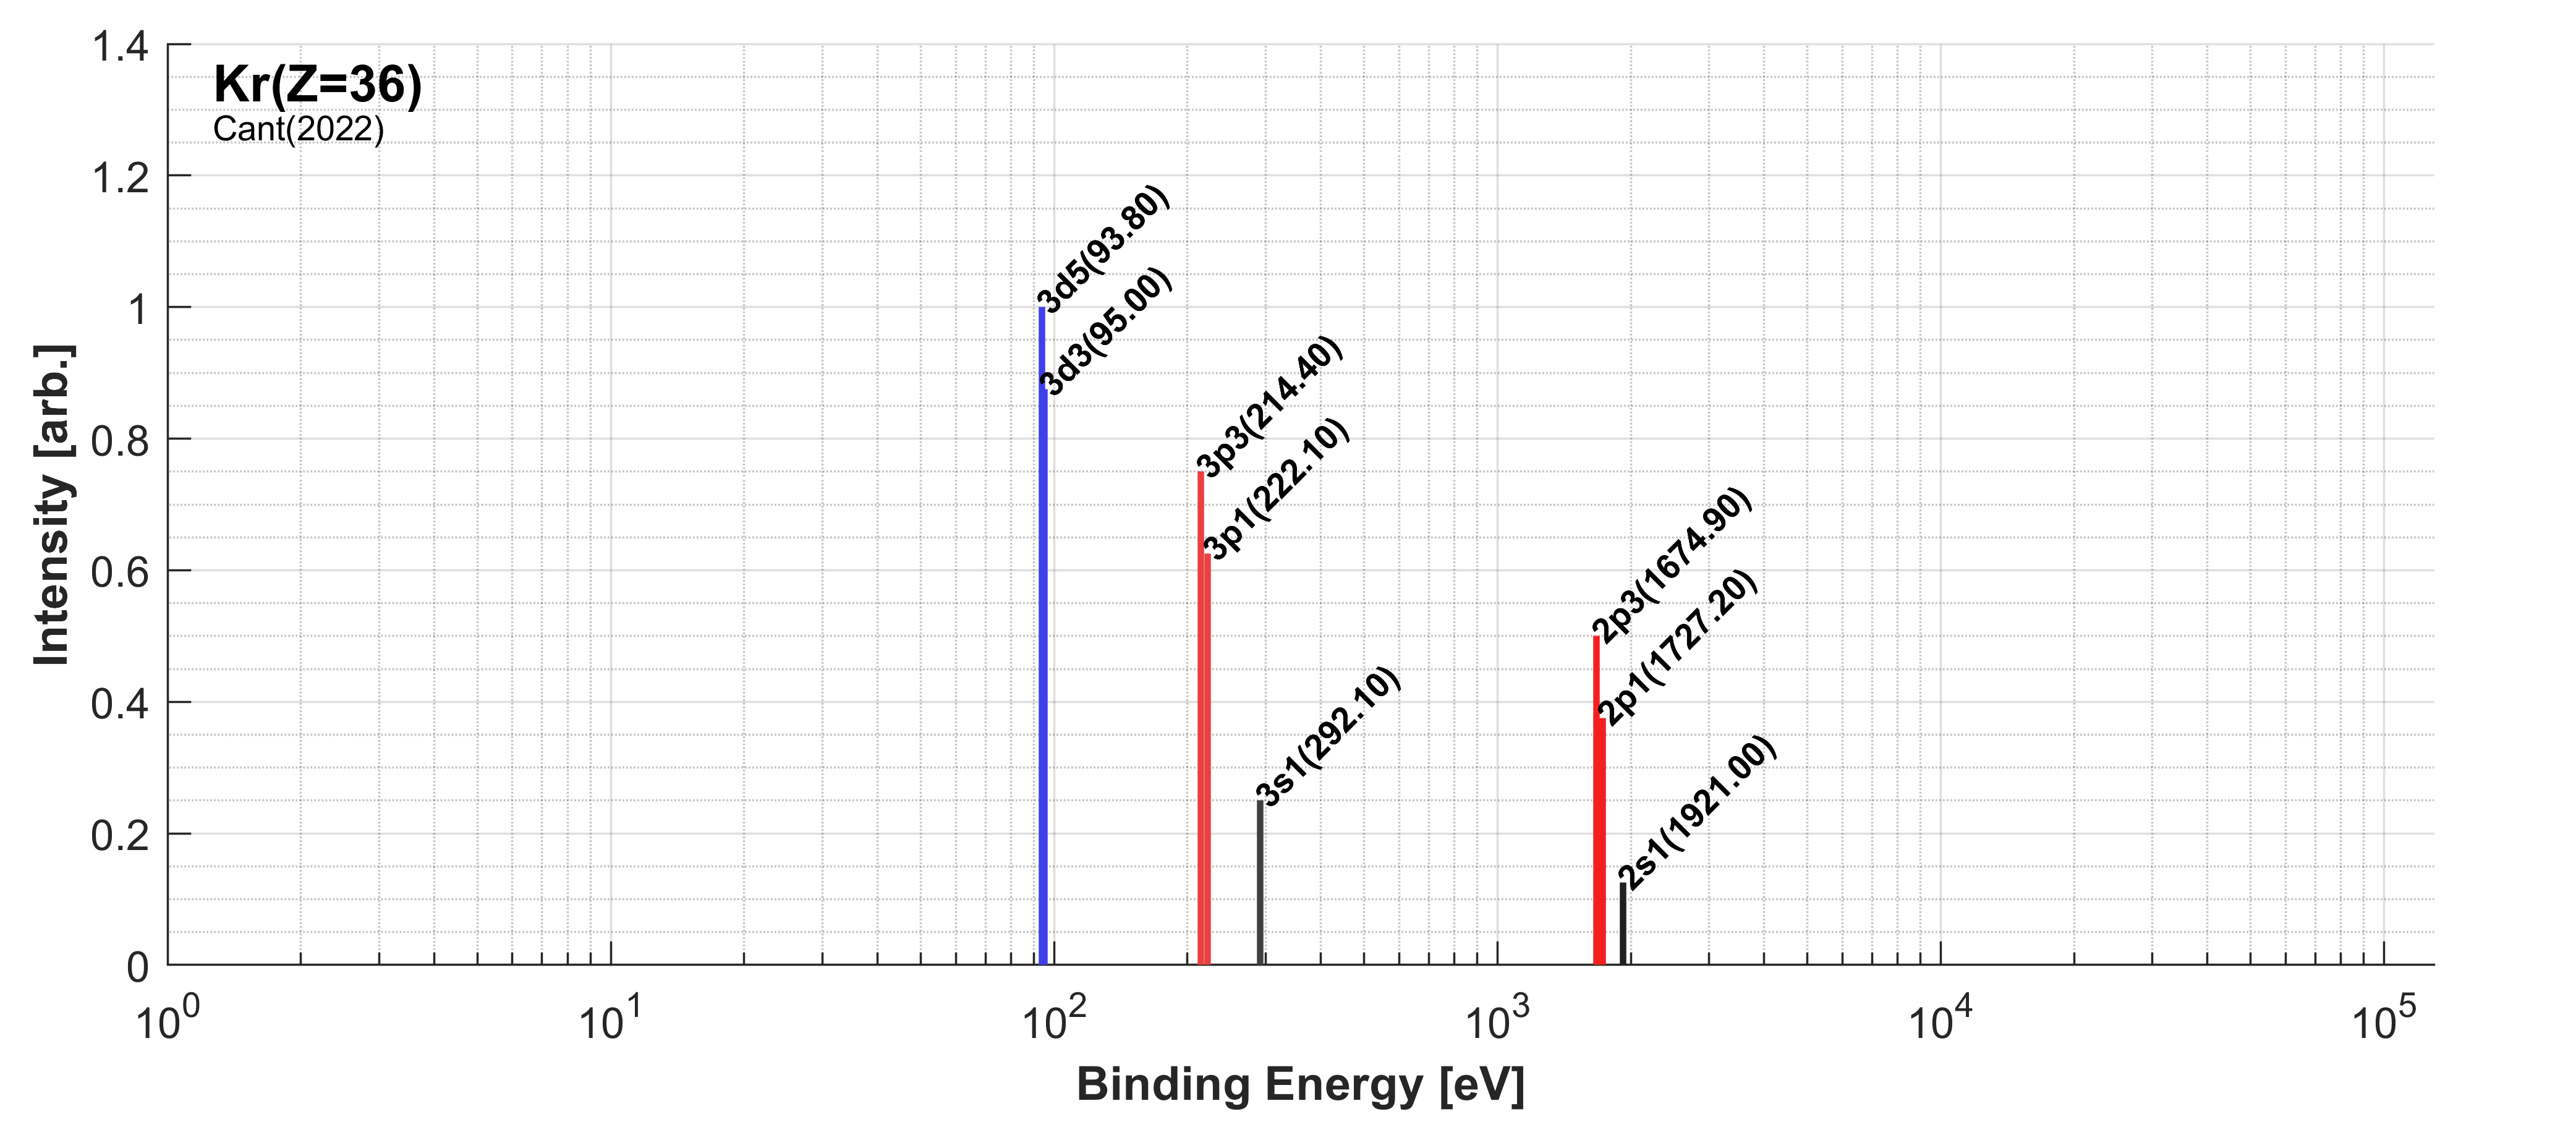 Kr(Z=36)
Cant(2022)
1.4
1.2
1
0.8
0.6
0.4
0.2
0
Intensity [arb.]
3d5(93.80)
3d3(95.00)
3p3(214.40)
3p1(222.10)
3s1(292.10)
2p3(1674.90)
2p1(1727.20)
2s1(1921.00)
10^0 10^1 10^2 10^3 10^4 10^5
Binding Energy [eV]